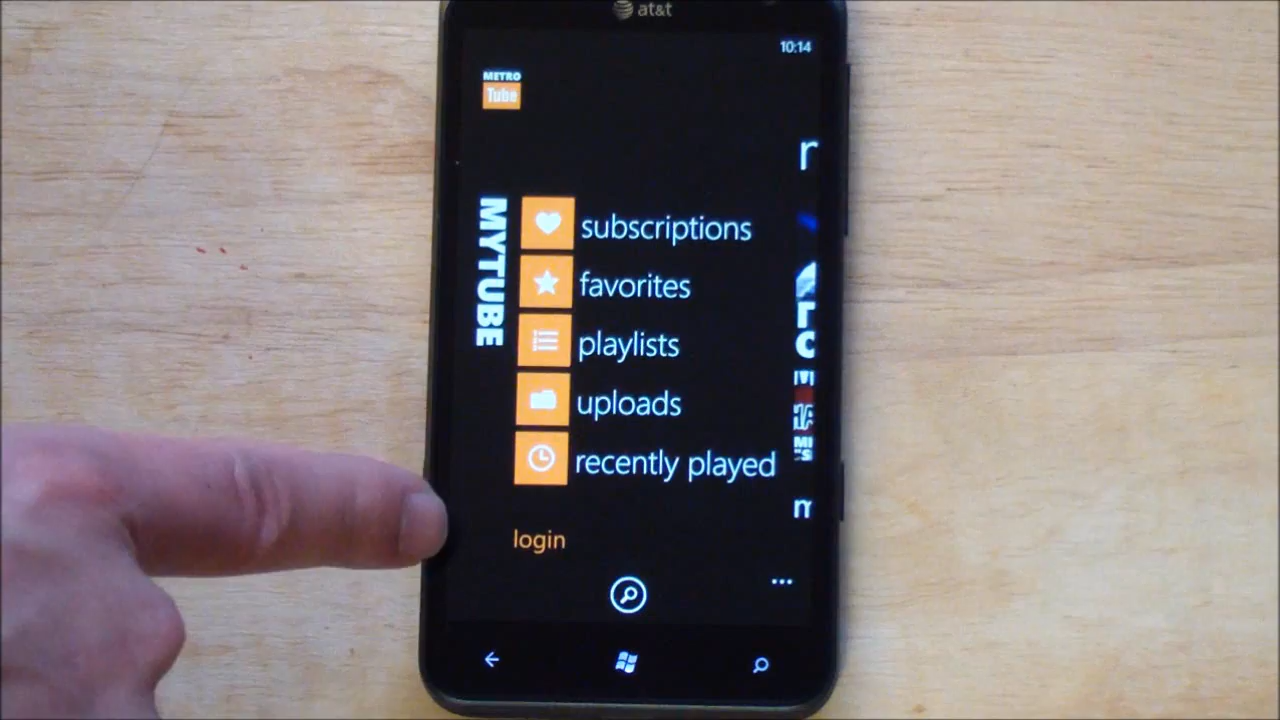 at&t
10:14
METRO
Tube
MYTUBE
subscriptions
favorites
playlists
uploads
recently played
login